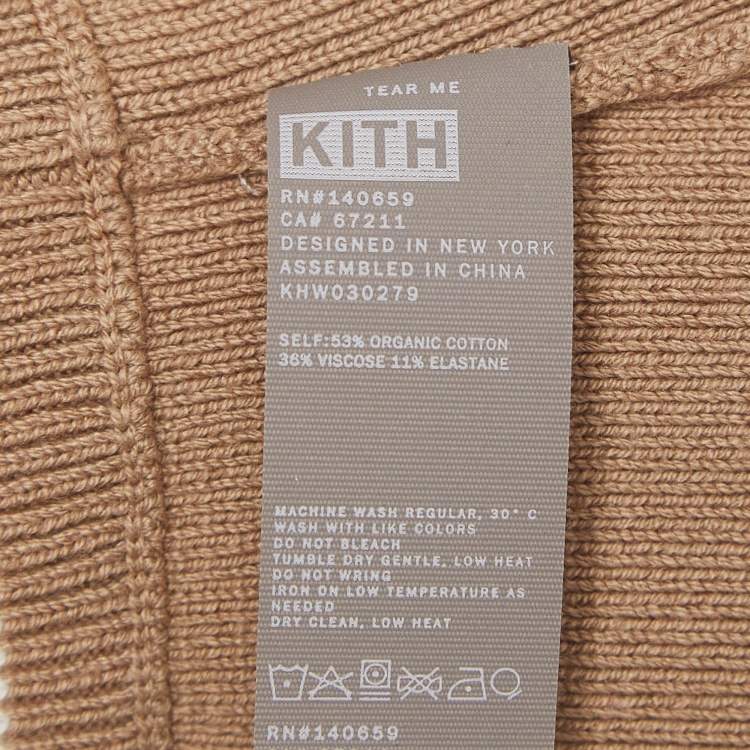 TEAR ME
KITH
RN#140659
CA# 67211
DESIGNED IN NEW YORK
ASSEMBLED IN CHINA
KHW030279
SELF:53% ORGANIC COTTON
36% VISCOSE 11% ELASTANE
MACHINE WASH REGULAR, 30° C
WASH WITH LIKE COLORS
DO NOT BLEACH
TUMBLE DRY GENTLE, LOW HEAT
DO NOT WRING
IRON ON LOW TEMPERATURE AS
NEEDED
DRY CLEAN, LOW HEAT
RN#140659